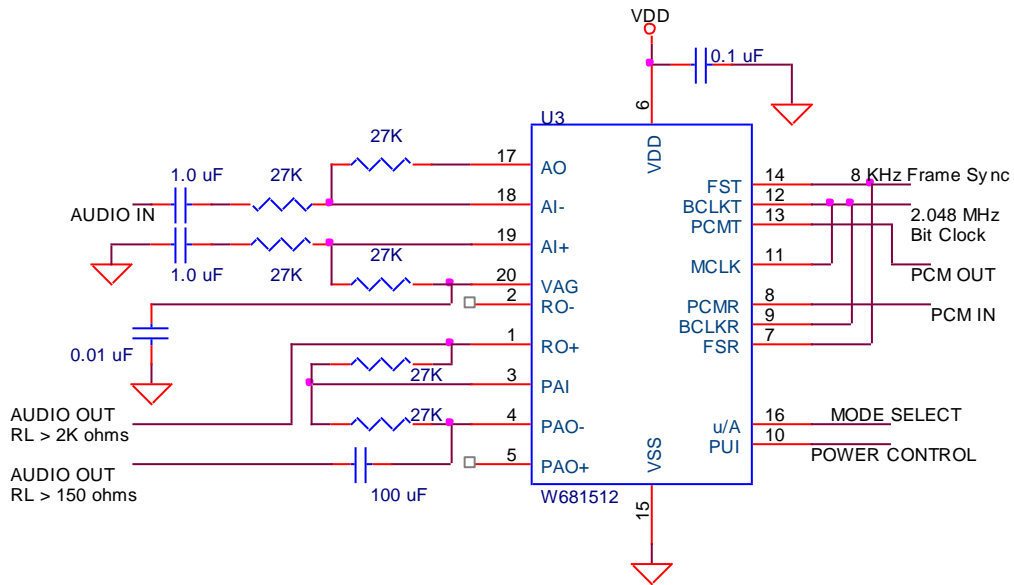 VDD
0.1 uF
6
U3
27K
17
AO
VDD
1.0 uF
27K
18
AI-
FST
14
8 KHz Frame Sync
AUDIO IN
BCLKT
12
2.048 MHz
Bit Clock
PCMT
13
19
AI+
1.0 uF
27K
27K
MCLK
11
PCM OUT
20
VAG
2
RO-
PCMR
8
PCM IN
BCLKR
9
0.01 uF
1
RO+
FSR
7
27K
3
PAI
AUDIO OUT
RL > 2K ohms
27K
4
PAO-
u/A
16
MODE SELECT
PUI
10
POWER CONTROL
AUDIO OUT
RL > 150 ohms
100 uF
5
PAO+
VSS
W681512
15